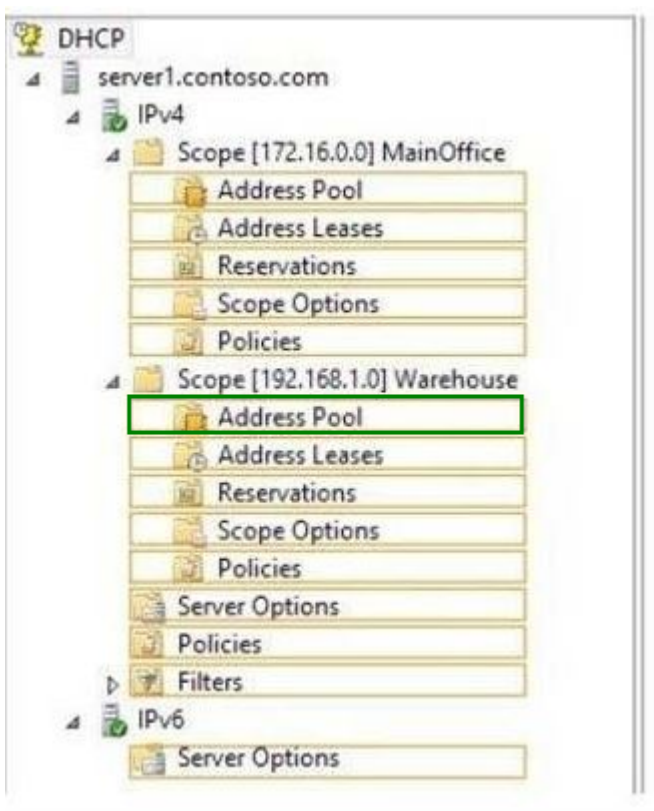 DHCP
server1.contoso.com
IPv4
Scope [172.16.0.0] MainOffice
Address Pool
Address Leases
Reservations
Scope Options
Policies
Scope [192.168.1.0] Warehouse
Address Pool
Address Leases
Reservations
Scope Options
Policies
Server Options
Policies
Filters
IPv6
Server Options